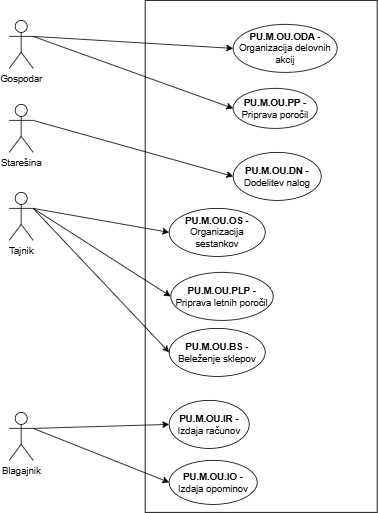 PU.M.OU.ODA -
Organizacija delovnih
akcij
Gospodar
PU.M.OU.PP -
Priprava poročil
Starešina
PU.M.OU.DN -
Dodelitev nalog
PU.M.OU.OS -
Organizacija
sestankov
Tajnik
PU.M.OU.PLP -
Priprava letnih poročil
PU.M.OU.BS -
Beleženje sklepov
PU.M.OU.IR -
Izdaja računov
Blagajnik
PU.M.OU.IO -
Izdaja opominov